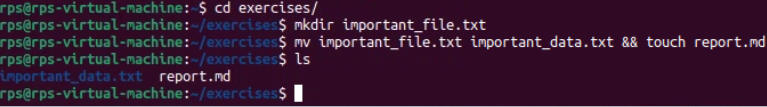 rps@rps-virtual-machine:~$ cd exercises/
rps@rps-virtual-machine:~/exercises$ mkdir important_file.txt
rps@rps-virtual-machine:~/exercises$ mv important_file.txt important_data.txt && touch report.md
rps@rps-virtual-machine:~/exercises$ ls
important_data.txt  report.md
rps@rps-virtual-machine:~/exercises$